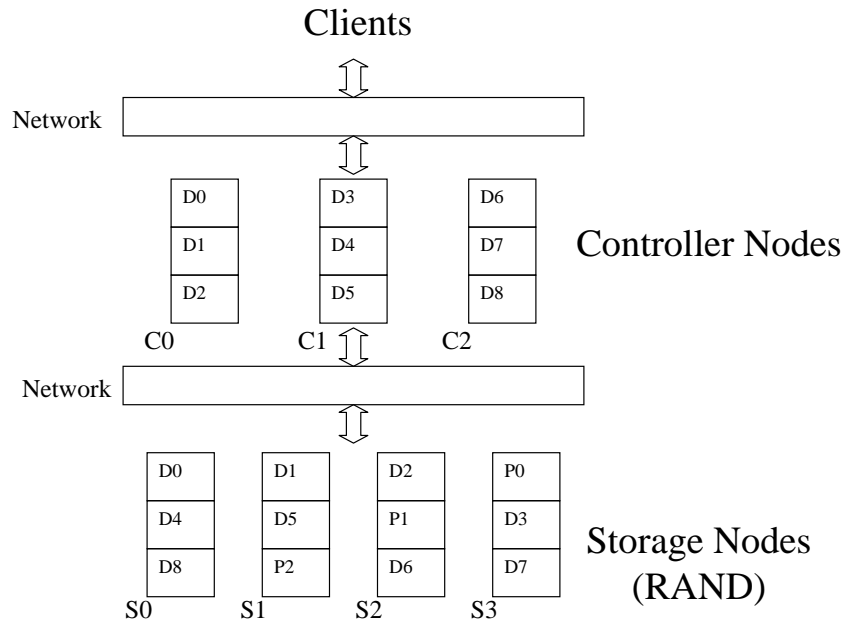 Clients
Network
D0 D3 D6
D1 D4 D7
D2 D5 D8
Controller Nodes
C0 C1 C2
Network
D0 D1 D2 P0
D4 D5 P1 D3
D8 P2 D6 D7
Storage Nodes
(RAND)
S0 S1 S2 S3